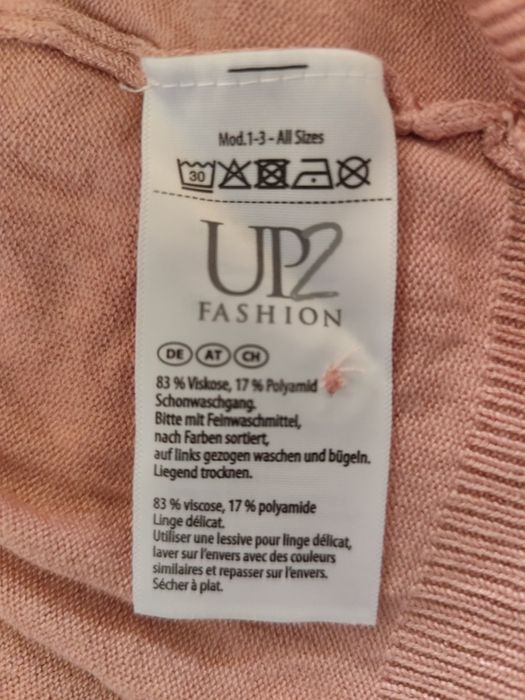 Mod.1-3 - All Sizes
30
UP2
FASHION
DE AT CH
83 % Viskose, 17 % Polyamid
Schonwaschgang.
Bitte mit Feinwaschmittel,
nach Farben sortiert,
auf links gezogen waschen und bügeln.
Liegend trocknen.
83 % viscose, 17 % polyamide
Linge délicat.
Utiliser une lessive pour linge délicat,
laver sur l'envers avec des couleurs
similaires et repasser sur l'envers.
Sécher à plat.